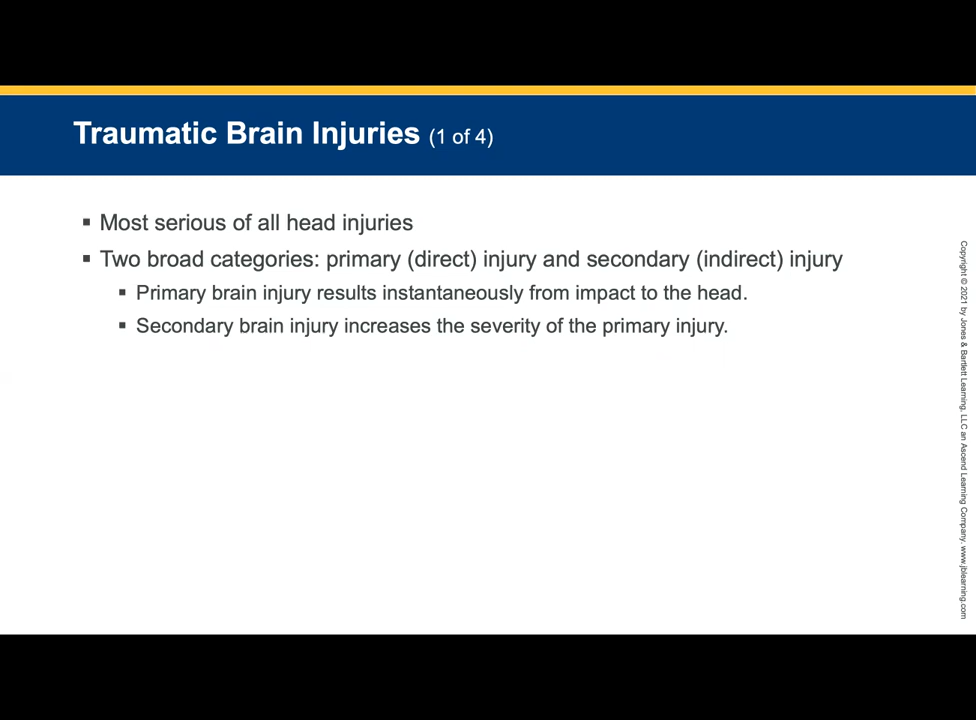 Traumatic Brain Injuries (1 of 4)
▪ Most serious of all head injuries
▪ Two broad categories: primary (direct) injury and secondary (indirect) injury
▪ Primary brain injury results instantaneously from impact to the head.
▪ Secondary brain injury increases the severity of the primary injury.
Copyright © 2021 by Jones & Bartlett Learning, LLC an Ascend Learning Company. www.jblearning.com